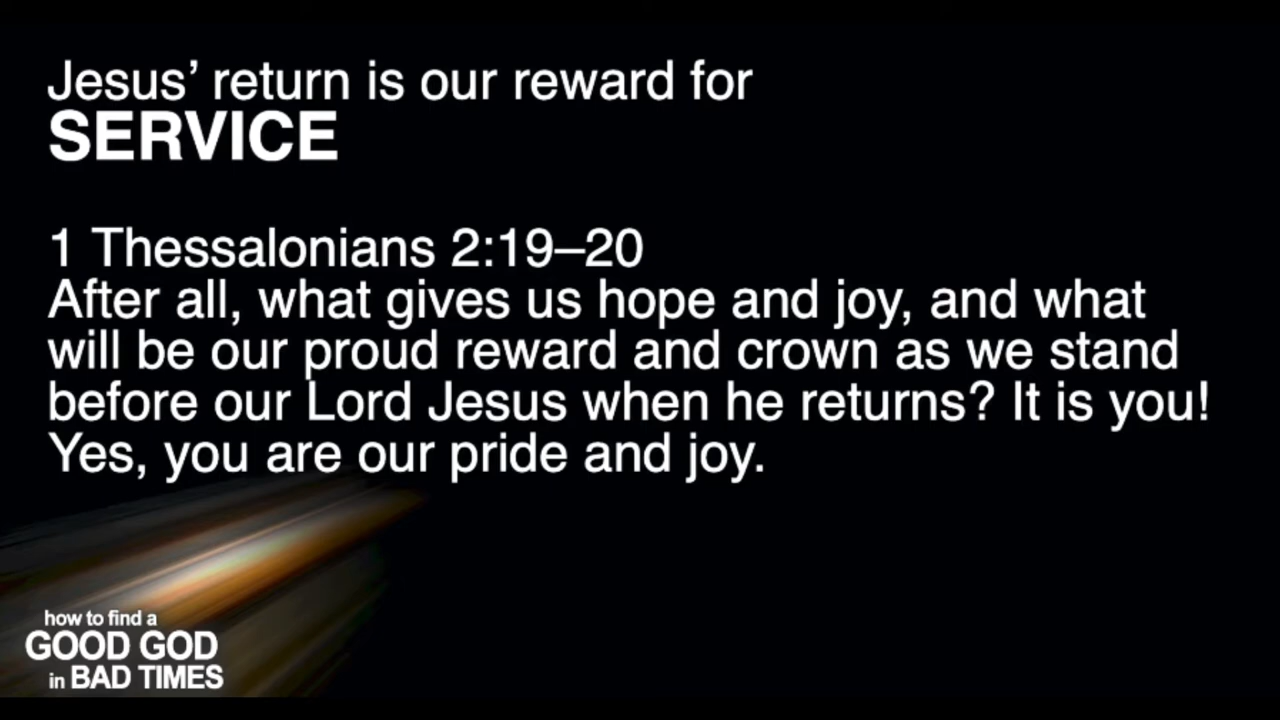 Jesus’ return is our reward for
SERVICE
1 Thessalonians 2:19–20
After all, what gives us hope and joy, and what
will be our proud reward and crown as we stand
before our Lord Jesus when he returns? It is you!
Yes, you are our pride and joy.
how to find a
GOOD GOD
in BAD TIMES